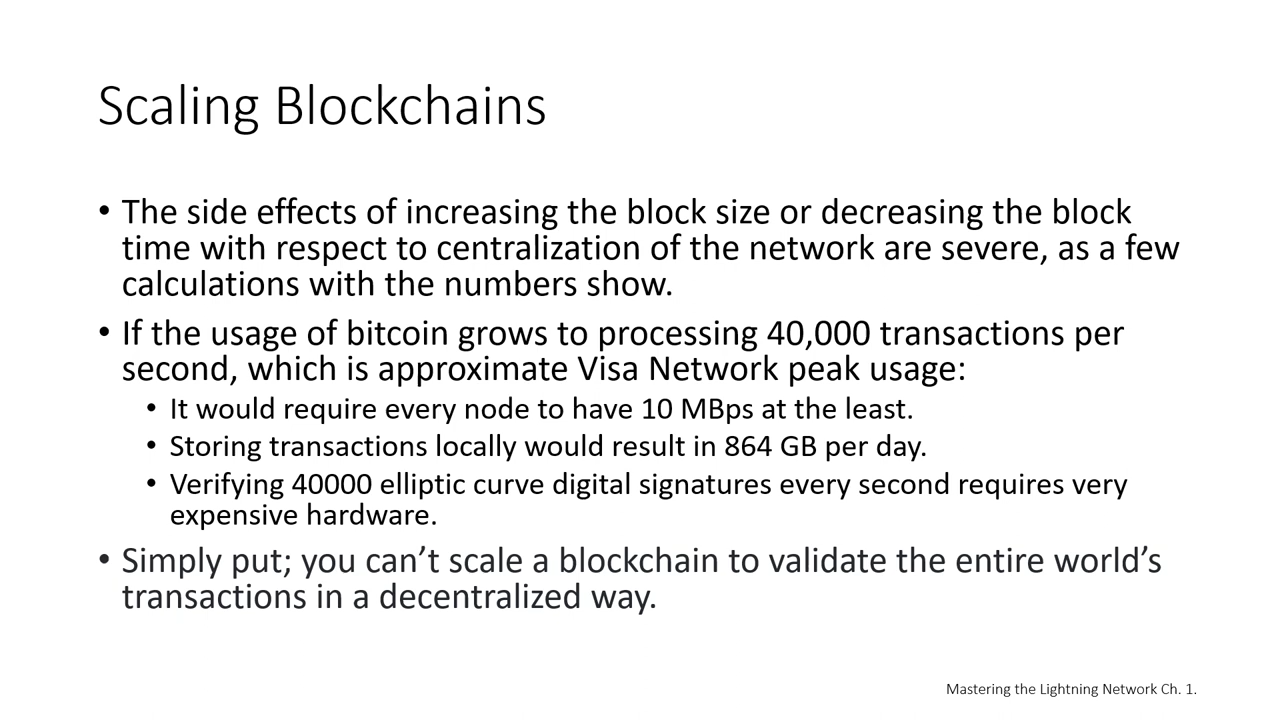 Scaling Blockchains
• The side effects of increasing the block size or decreasing the block
time with respect to centralization of the network are severe, as a few
calculations with the numbers show.
• If the usage of bitcoin grows to processing 40,000 transactions per
second, which is approximate Visa Network peak usage:
• It would require every node to have 10 MBps at the least.
• Storing transactions locally would result in 864 GB per day.
• Verifying 40000 elliptic curve digital signatures every second requires very
expensive hardware.
• Simply put; you can’t scale a blockchain to validate the entire world’s
transactions in a decentralized way.
Mastering the Lightning Network Ch. 1.